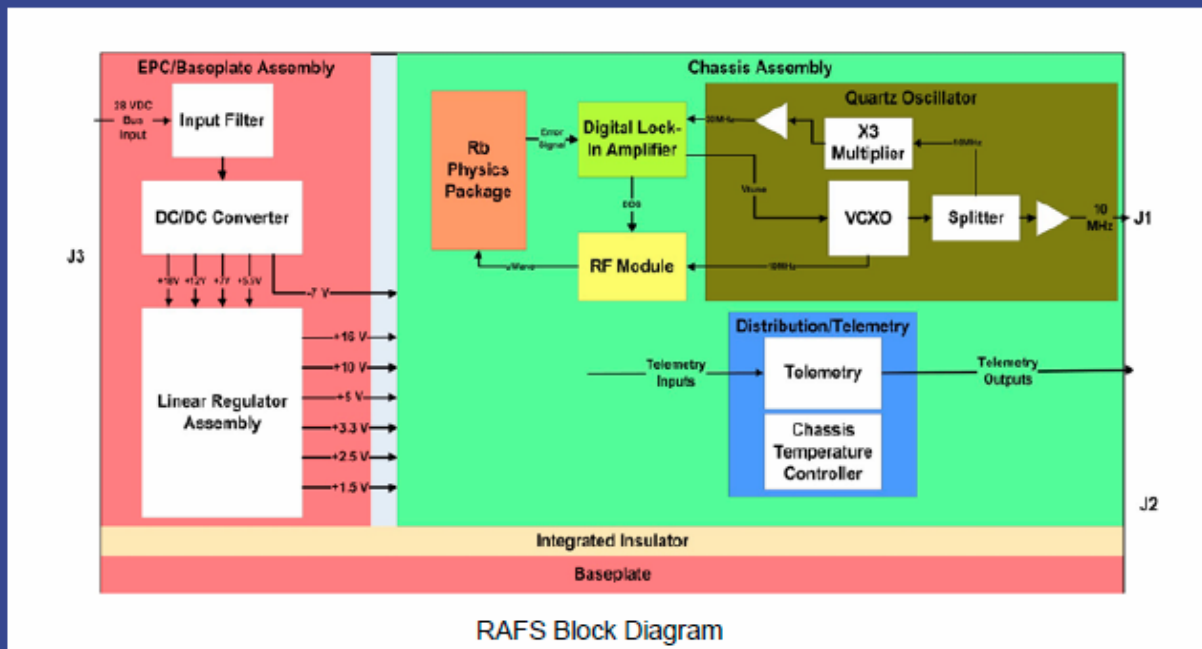 EPC/Baseplate Assembly
28 VDC
Bus
Input
Input Filter
DC/DC Converter
J3
+18V
+12V
+7V
+5.5V
-7 V
Linear Regulator
Assembly
+16 V
+10 V
+5 V
+3.3 V
+2.5 V
+1.5 V
Chassis Assembly
Rb
Physics
Package
Error
Signal
Digital Lock-
In Amplifier
DDS
RF Module
Quartz Oscillator
X3
Multiplier
VCXO
Splitter
10
MHz
J1
Distribution/Telemetry
Telemetry
Inputs
Telemetry
Telemetry
Outputs
Chassis
Temperature
Controller
J2
Integrated Insulator
Baseplate
RAFS Block Diagram